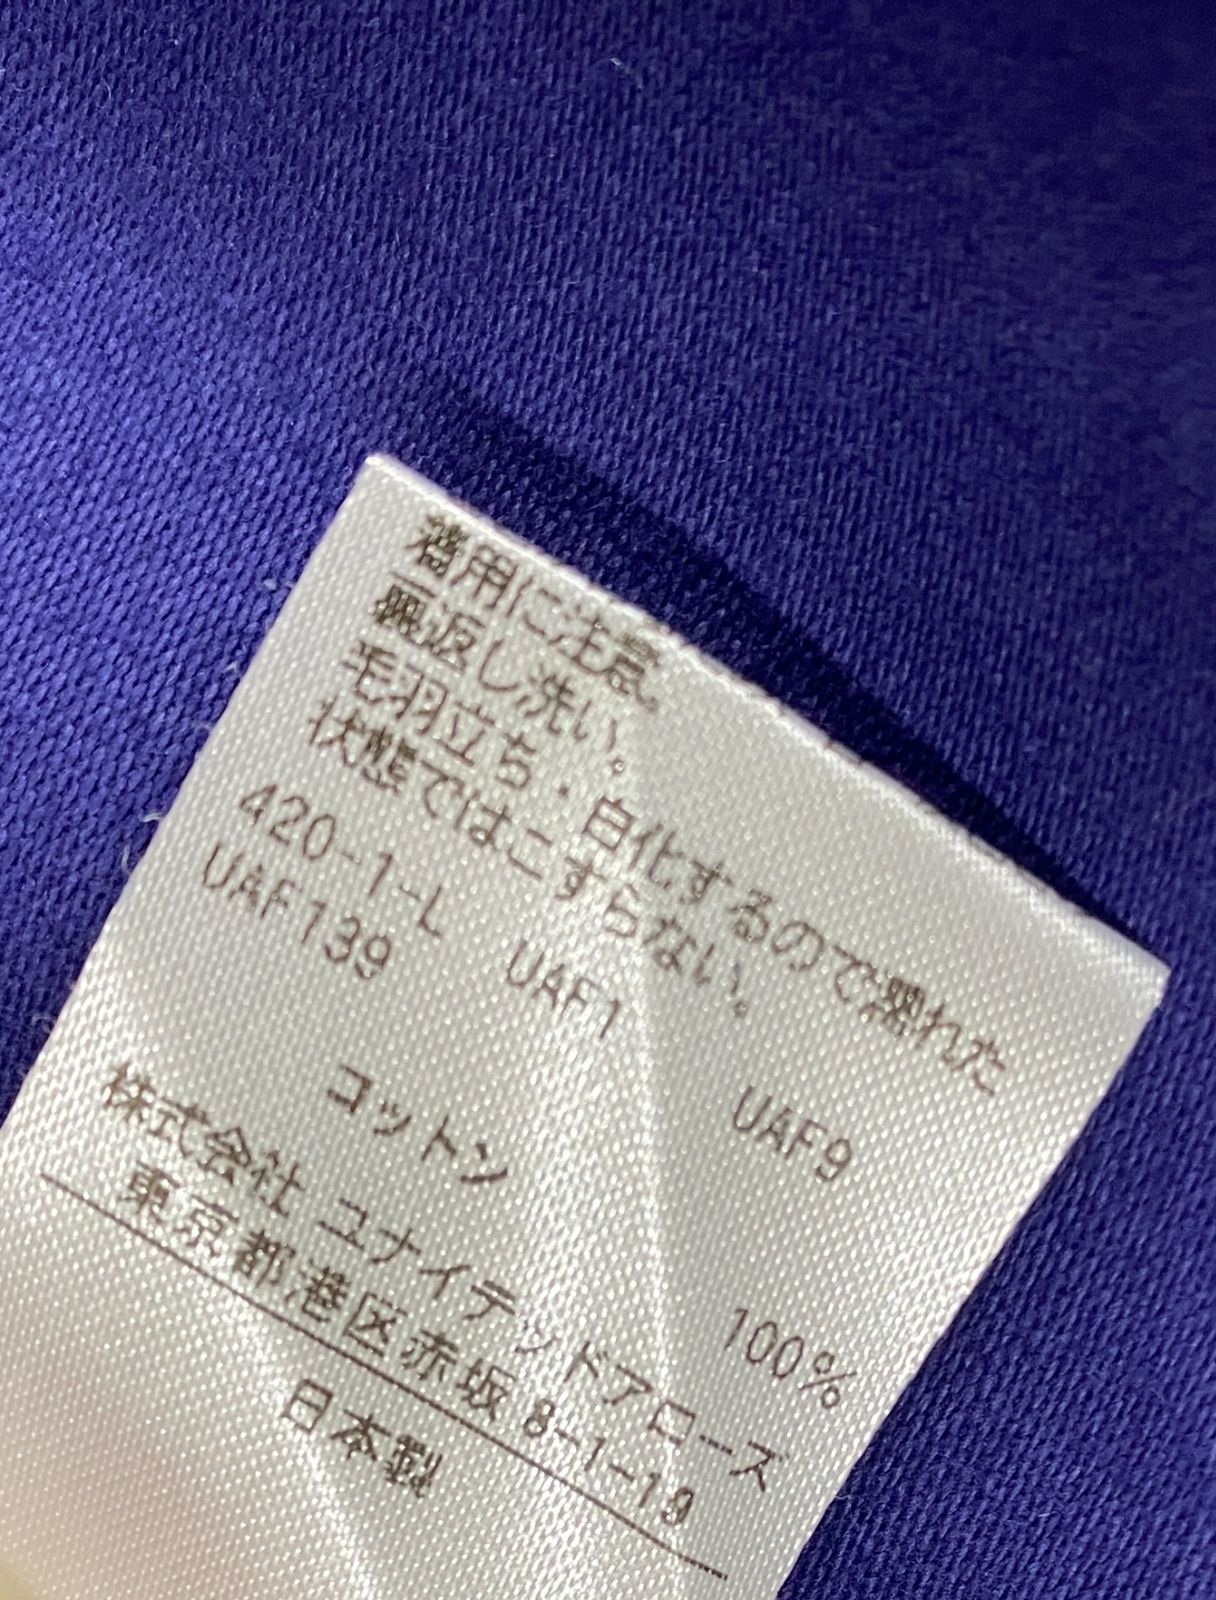 着用に注意。
裏返し洗い。
毛羽立ち・白化するので濡れた
状態ではこすらない。
420-1-L UAF1 UAF9
UAF139
コットン 100%
株式会社 ユナイテッドアローズ
東京都港区赤坂8-1-19
日本製